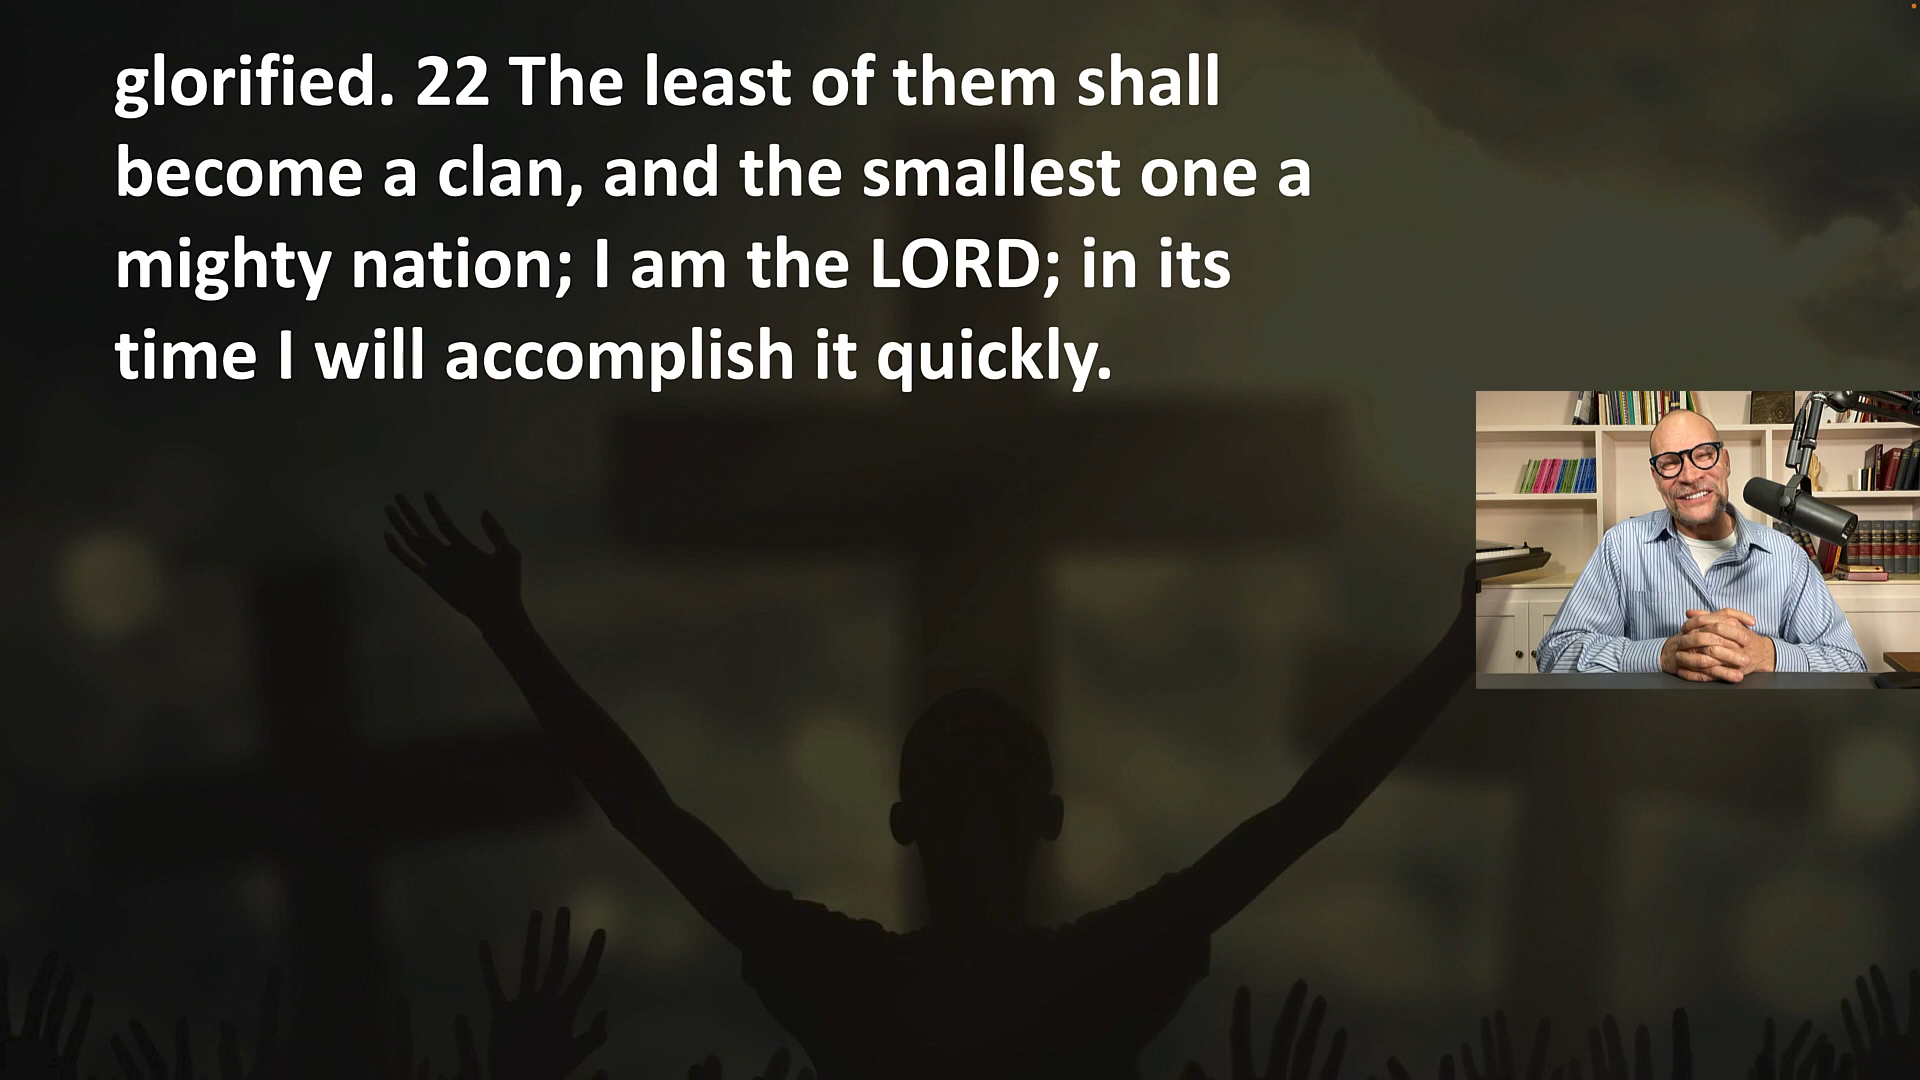 glorified. 22 The least of them shall
become a clan, and the smallest one a
mighty nation; I am the LORD; in its
time I will accomplish it quickly.